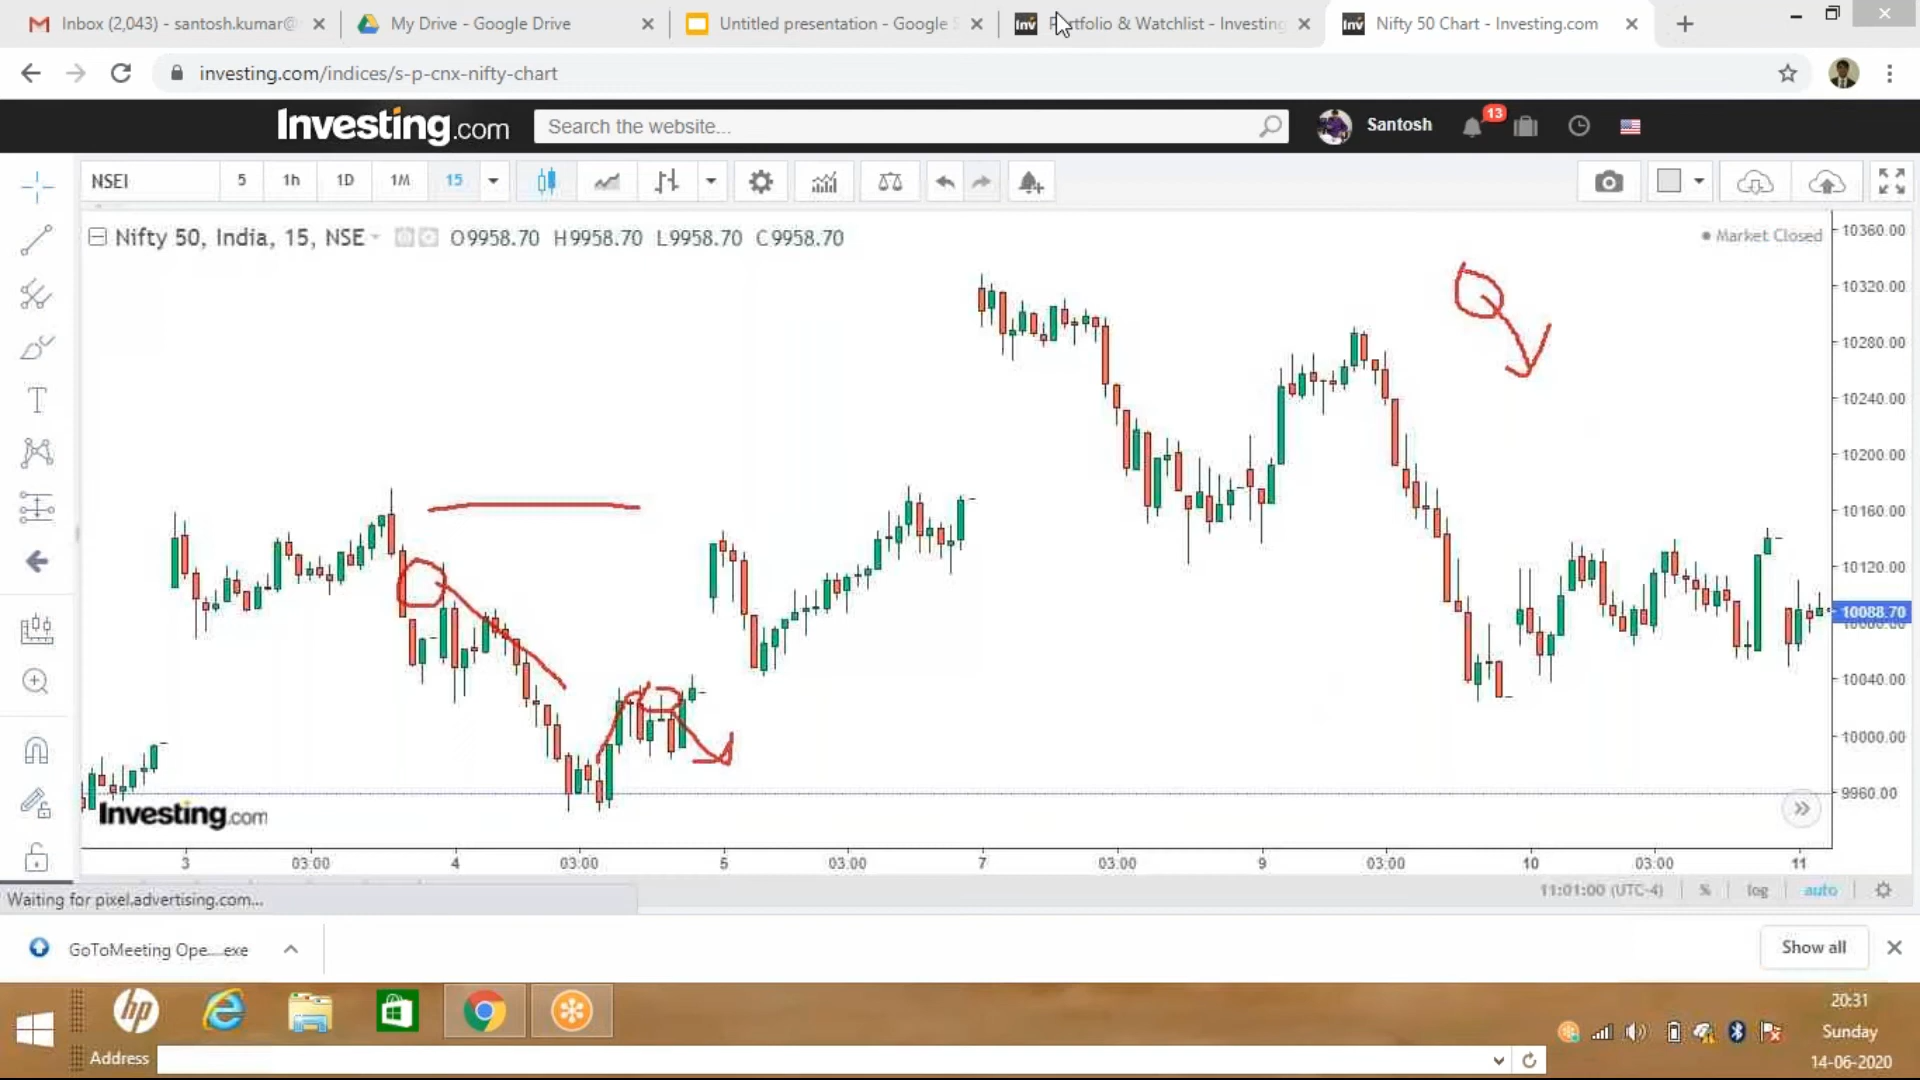 Inbox (2,043) - santosh.kumar@
My Drive - Google Drive
Untitled presentation - Google S
Portfolio & Watchlist - Investing
Nifty 50 Chart - Investing.com
investing.com/indices/s-p-cnx-nifty-chart
Investing.com
Search the website...
Santosh
13
NSEI
5
1h
1D
1M
15
Nifty 50, India, 15, NSE
O9958.70 H9958.70 L9958.70 C9958.70
Market Closed
10360.00
10320.00
10280.00
10240.00
10200.00
10160.00
10120.00
10088.70
10040.00
10000.00
9960.00
Investing.com
3
03:00
4
03:00
5
03:00
7
03:00
9
03:00
10
03:00
11
11:01:00 (UTC-4)
%
log
auto
Waiting for pixel.advertising.com...
GoToMeeting Ope....exe
Show all
hp
Address
20:31
Sunday
14-06-2020